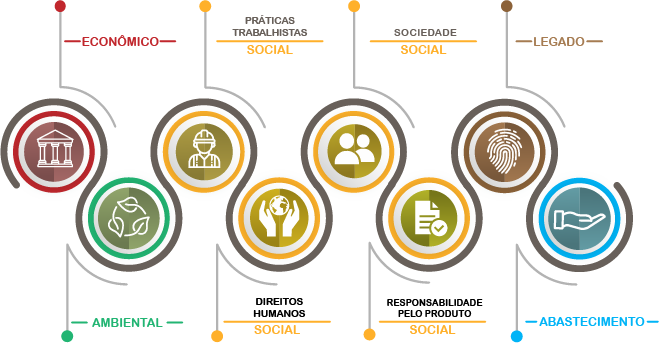 ECONÔMICO
PRÁTICAS
TRABALHISTAS
SOCIAL
SOCIEDADE
SOCIAL
LEGADO
AMBIENTAL
DIREITOS
HUMANOS
SOCIAL
RESPONSABILIDADE
PELO PRODUTO
SOCIAL
ABASTECIMENTO